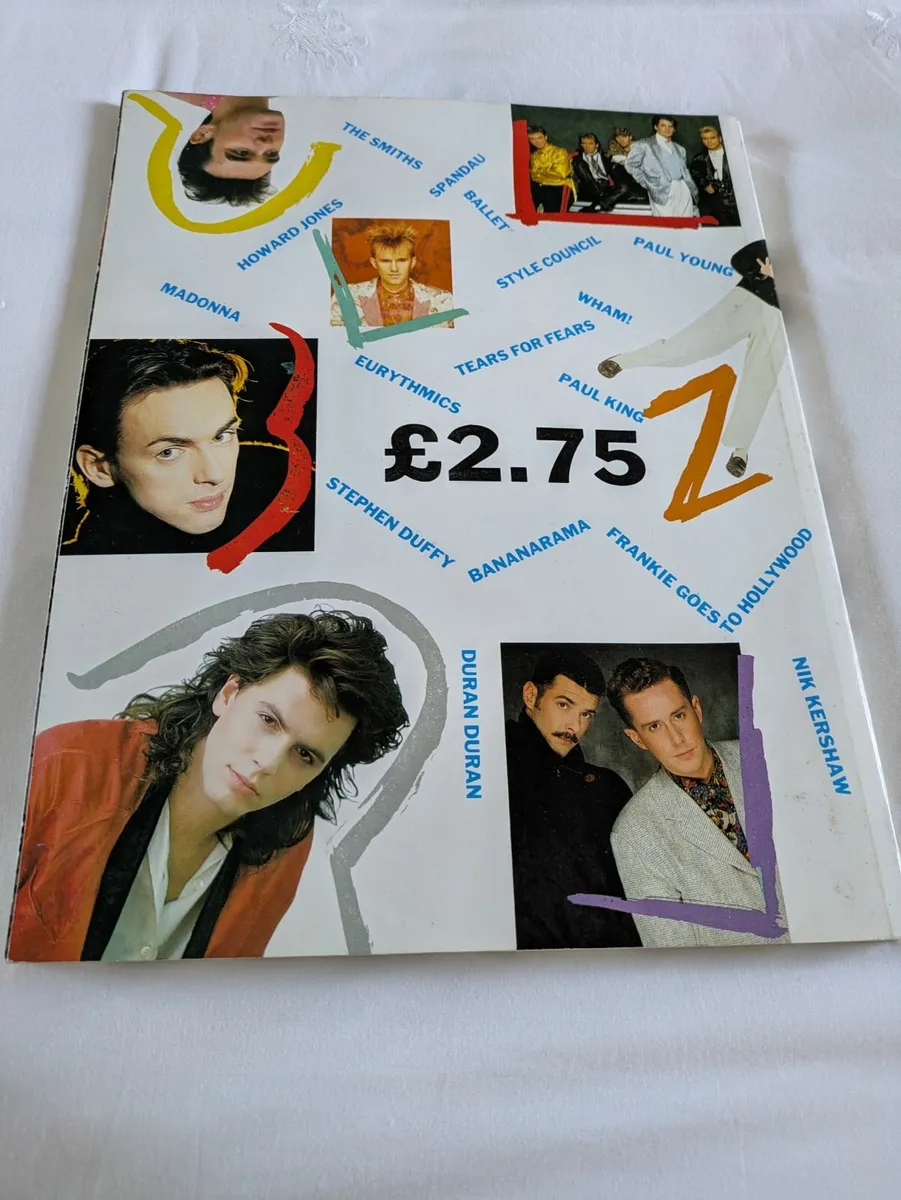 THE SMITHS
SPANDAU
BALLET
HOWARD JONES
STYLE COUNCIL
PAUL YOUNG
MADONNA
WHAM!
TEARS FOR FEARS
EURYTHMICS
PAUL KING
£2.75
STEPHEN DUFFY
BANANARAMA
FRANKIE GOES
TO HOLLYWOOD
DURAN DURAN
NIK KERSHAW